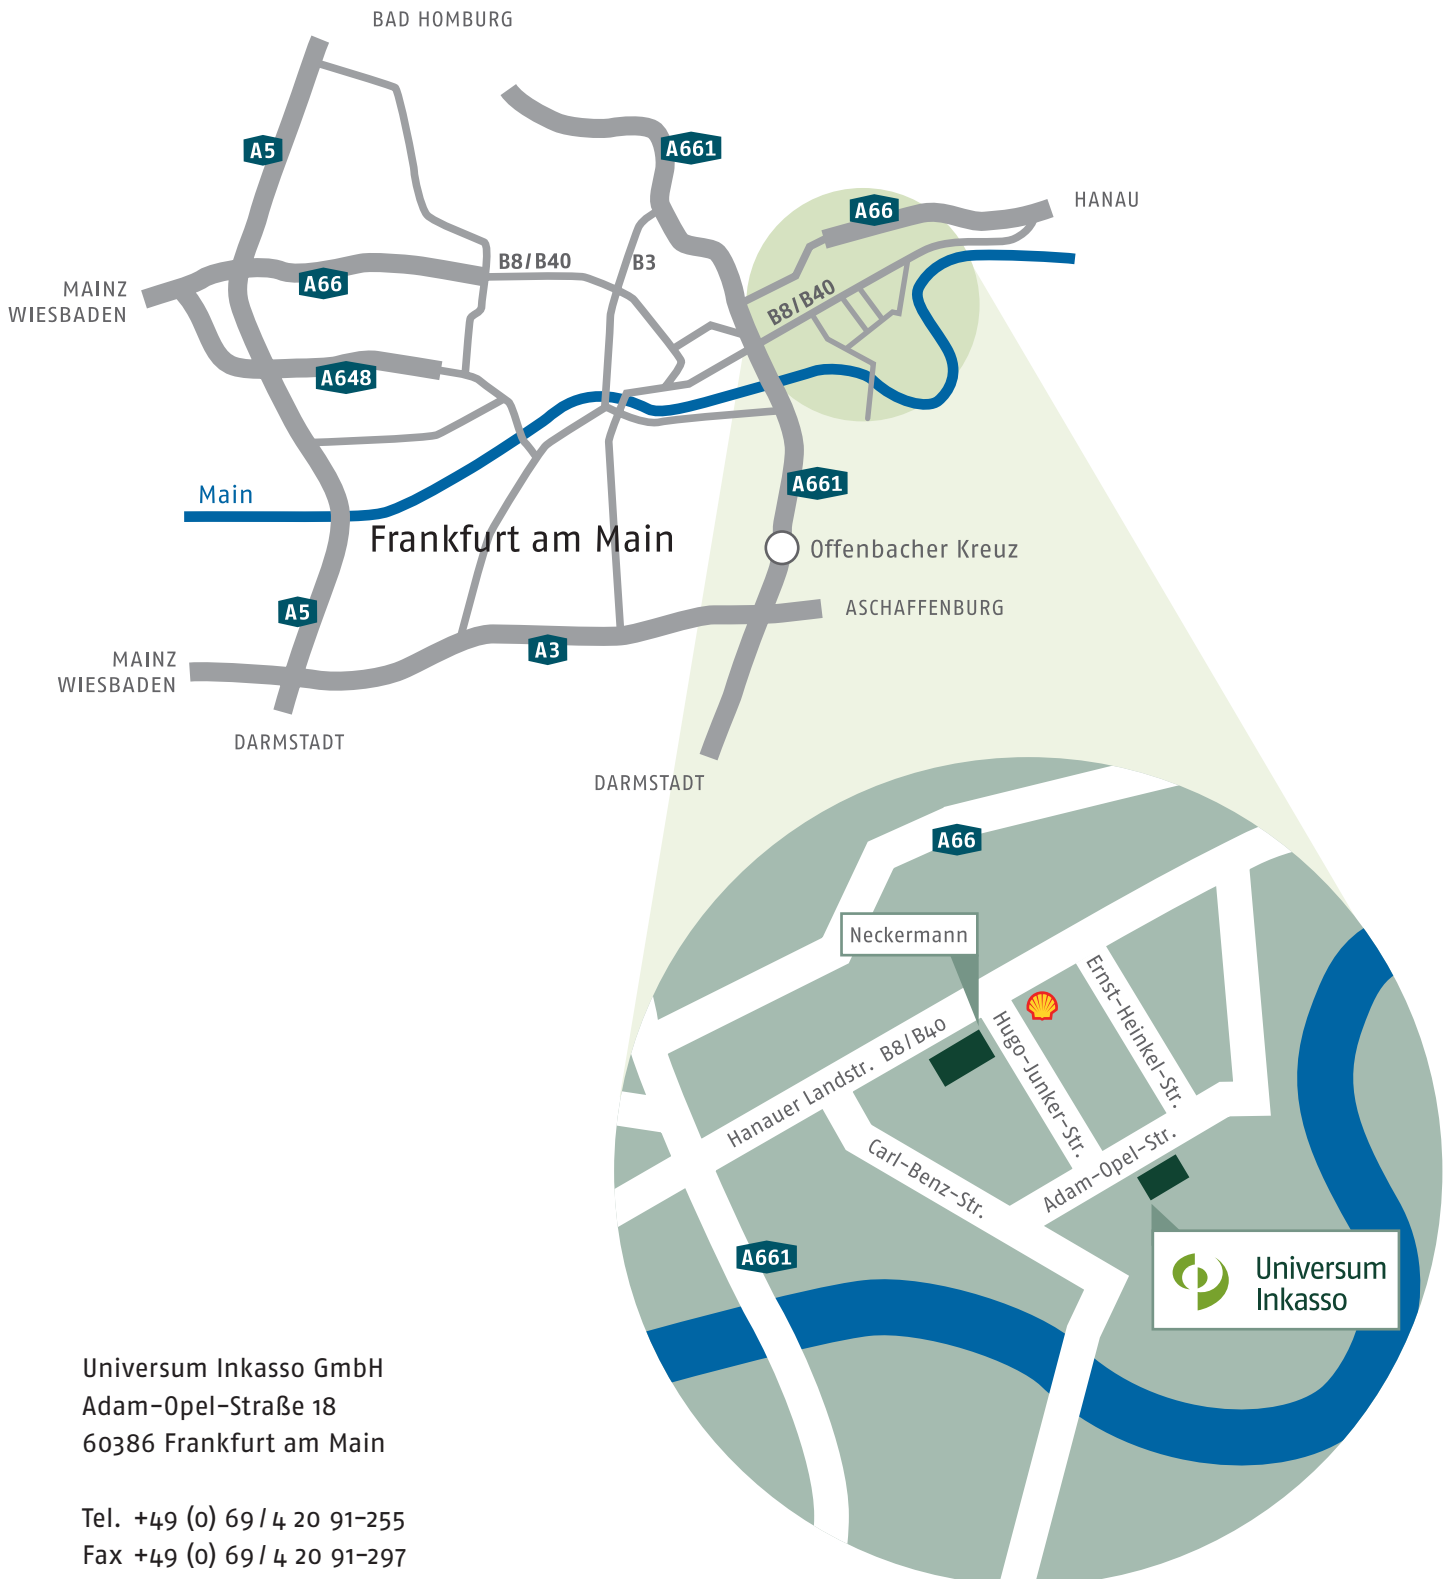 BAD HOMBURG
A5
A661
A66
HANAU
B8/B40
B3
A66
MAINZ
WIESBADEN
B8/B40
A648
A661
Main
Frankfurt am Main
Offenbacher Kreuz
A5
ASCHAFFENBURG
A3
MAINZ
WIESBADEN
DARMSTADT
DARMSTADT
A66
Neckermann
Hanauer Landstr. B8/B40
Hugo-Junker-Str.
Ernst-Heinkel-Str.
Carl-Benz-Str.
Adam-Opel-Str.
A661
Universum
Inkasso
Universum Inkasso GmbH
Adam-Opel-Straße 18
60386 Frankfurt am Main
Tel. +49 (0) 69 / 4 20 91-255
Fax +49 (0) 69 / 4 20 91-297